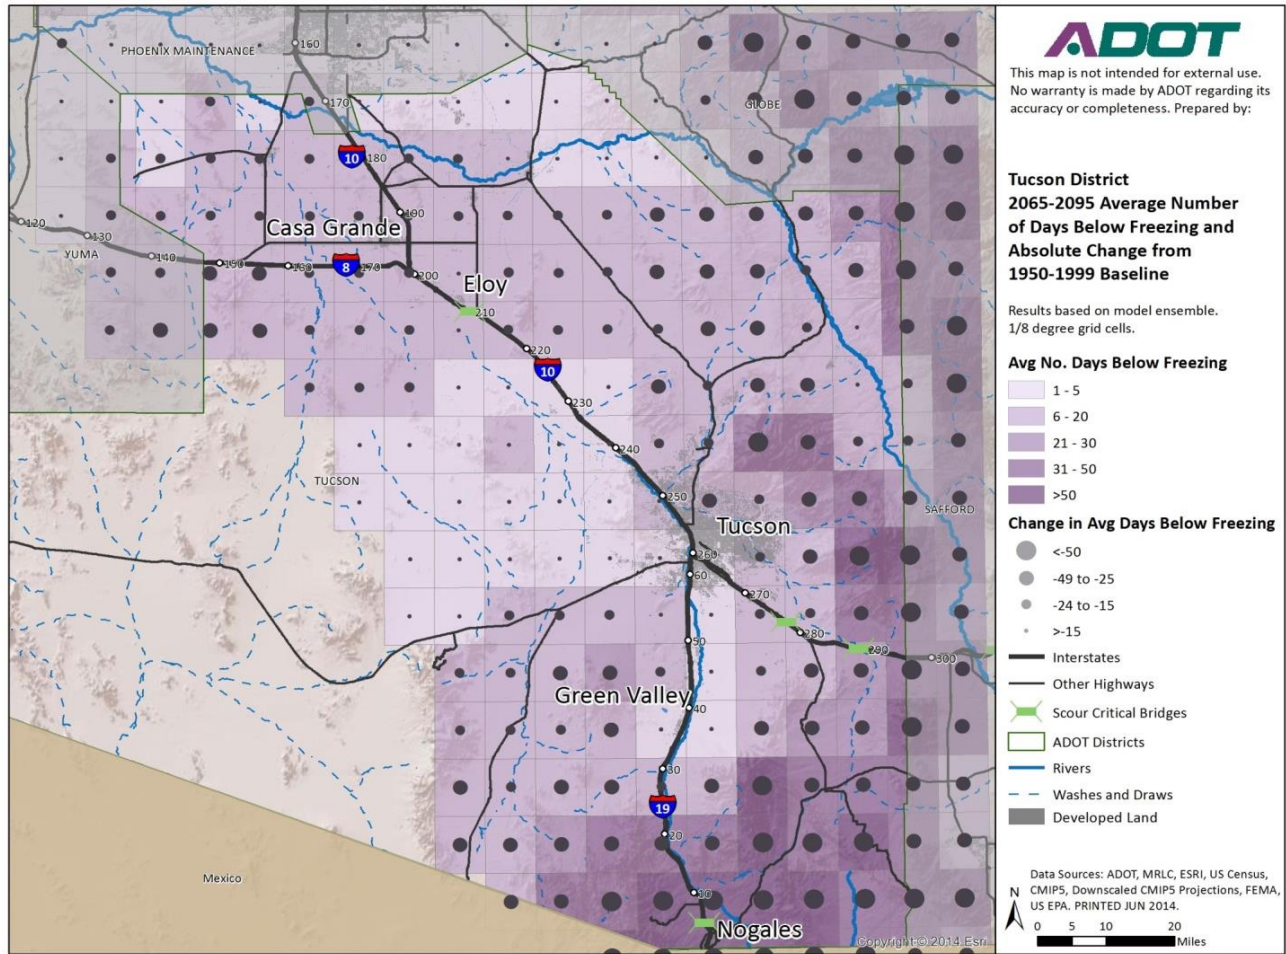 160
PHOENIX MAINTENANCE
170
GLOBE
10
180
190
Casa Grande
120
130
YUMA
140
150
160
8
170
200
Eloy
210
220
10
230
240
TUCSON
250
SAFFORD
Tucson
260
60
270
280
50
290
300
Green Valley
40
30
19
20
Mexico
10
Nogales
Copyright:© 2014 Esri
ADOT
This map is not intended for external use.
No warranty is made by ADOT regarding its
accuracy or completeness. Prepared by:
Tucson District
2065-2095 Average Number
of Days Below Freezing and
Absolute Change from
1950-1999 Baseline
Results based on model ensemble.
1/8 degree grid cells.
Avg No. Days Below Freezing
1 - 5
6 - 20
21 - 30
31 - 50
>50
Change in Avg Days Below Freezing
<-50
-49 to -25
-24 to -15
>-15
Interstates
Other Highways
Scour Critical Bridges
ADOT Districts
Rivers
Washes and Draws
Developed Land
Data Sources: ADOT, MRLC, ESRI, US Census,
CMIP5, Downscaled CMIP5 Projections, FEMA,
US EPA. PRINTED JUN 2014.
N
0 5 10 20
Miles